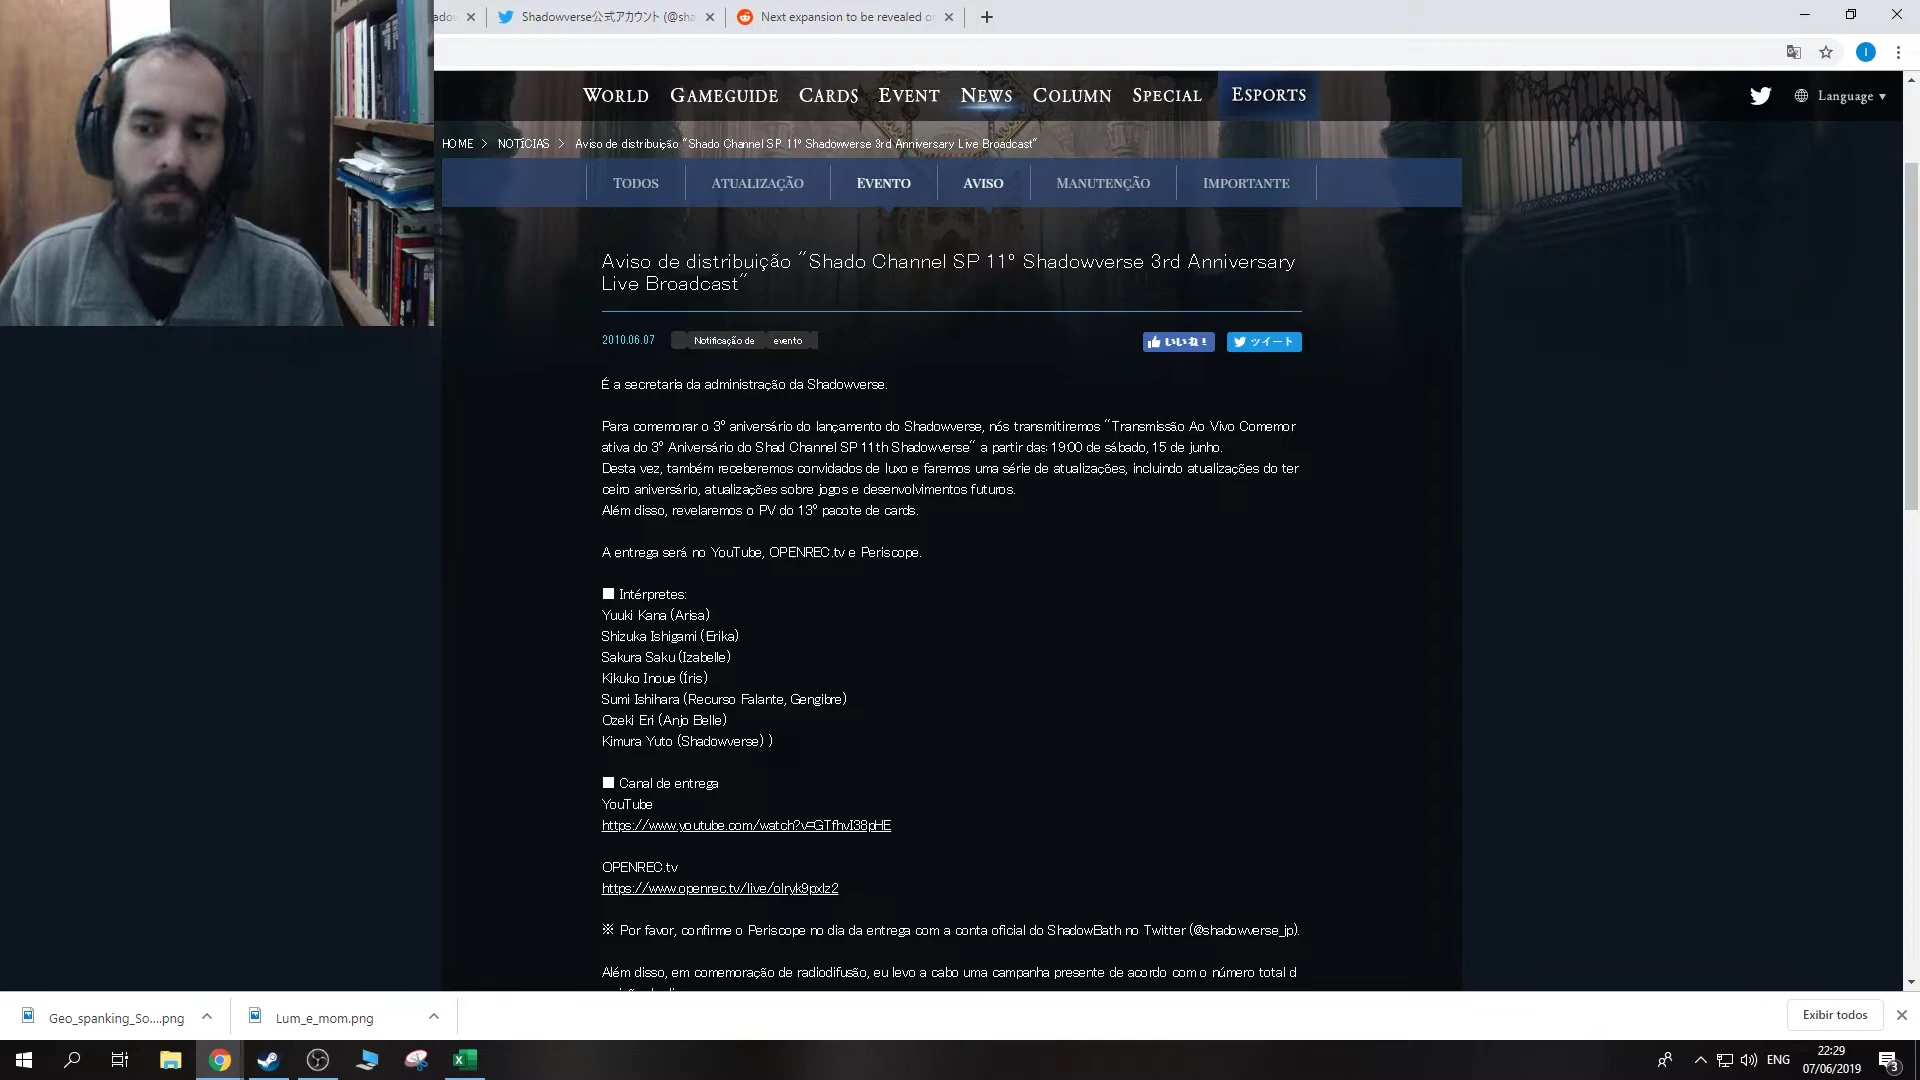 Shadowverse公式アカウント (@sha
Next expansion to be revealed o
WORLD GAMEGUIDE CARDS EVENT NEWS COLUMN SPECIAL ESPORTS
Language
HOME > NOTÍCIAS > Aviso de distribuição "Shado Channel SP 11º Shadowverse 3rd Anniversary Live Broadcast"
TODOS ATUALIZAÇÃO EVENTO AVISO MANUTENÇÃO IMPORTANTE
Aviso de distribuição "Shado Channel SP 11º Shadowverse 3rd Anniversary
Live Broadcast"
2010.06.07 Notificação de evento
いいね！ ツイート
É a secretaria da administração da Shadowverse.
Para comemorar o 3º aniversário do lançamento do Shadowverse, nós transmitiremos "Transmissão Ao Vivo Comemor
ativa do 3º Aniversário do Shad Channel SP 11th Shadowverse" a partir das: 19:00 de sábado, 15 de junho.
Desta vez, também receberemos convidados de luxo e faremos uma série de atualizações, incluindo atualizações do ter
ceiro aniversário, atualizações sobre jogos e desenvolvimentos futuros.
Além disso, revelaremos o PV do 13º pacote de cards.
A entrega será no YouTube, OPENREC.tv e Periscope.
■ Intérpretes:
Yuuki Kana (Arisa)
Shizuka Ishigami (Erika)
Sakura Saku (Izabelle)
Kikuko Inoue (Íris)
Sumi Ishihara (Recurso Falante, Gengibre)
Ozeki Eri (Anjo Belle)
Kimura Yuto (Shadowverse) )
■ Canal de entrega
YouTube
https://www.youtube.com/watch?v=GTfhvI38pHE
OPENREC.tv
https://www.openrec.tv/live/olryk9pxlz2
※ Por favor, confirme o Periscope no dia da entrega com a conta oficial do ShadowBath no Twitter (@shadowverse_jp).
Além disso, em comemoração de radiodifusão, eu levo a cabo uma campanha presente de acordo com o número total d
Geo_spanking_So....png
Lum_e_mom.png
Exibir todos
ENG
22:29
07/06/2019
3